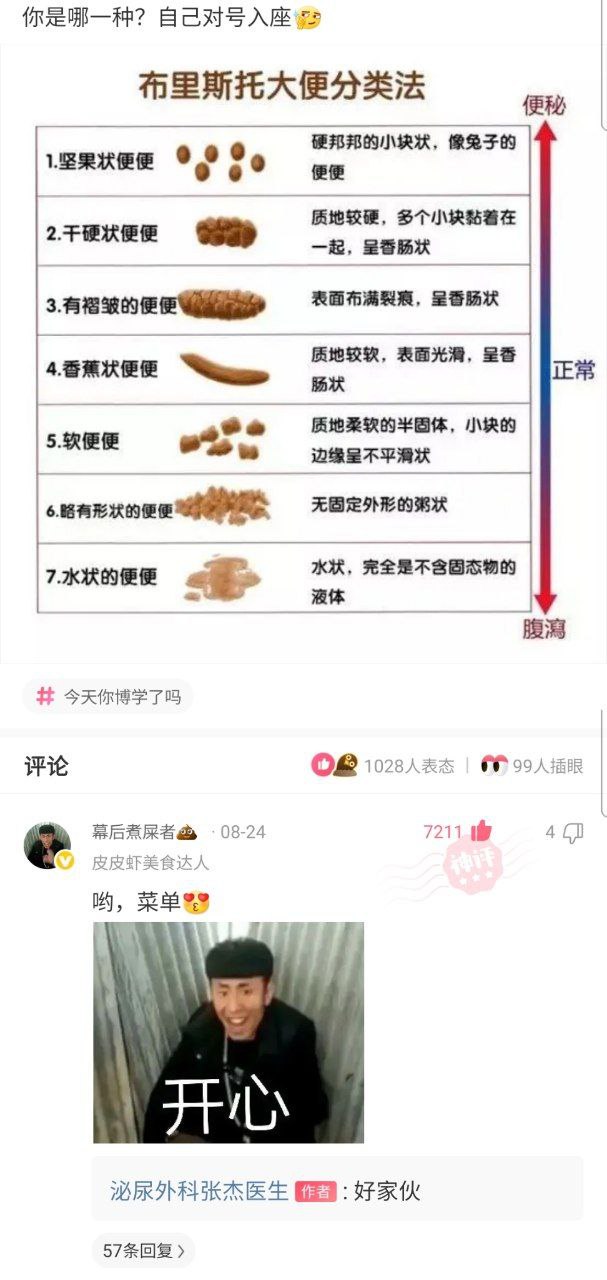 你是哪一种？自己对号入座
布里斯托大便分类法
便秘
1.坚果状便便
硬邦邦的小块状，像兔子的
便便
2.干硬状便便
质地较硬，多个小块黏着在
一起，呈香肠状
3.有褶皱的便便
表面布满裂痕，呈香肠状
4.香蕉状便便
质地较软，表面光滑，呈香
肠状
正常
5.软便便
质地柔软的半固体，小块的
边缘呈不平滑状
6.略有形状的便便
无固定外形的粥状
7.水状的便便
水状，完全是不含固态物的
液体
腹瀉
# 今天你博学了吗
评论
1028人表态
99人插眼
幕后煮屎者 · 08-24
7211
4
皮皮虾美食达人
神评
哟，菜单
开心
泌尿外科张杰医生 作者 : 好家伙
57条回复 >